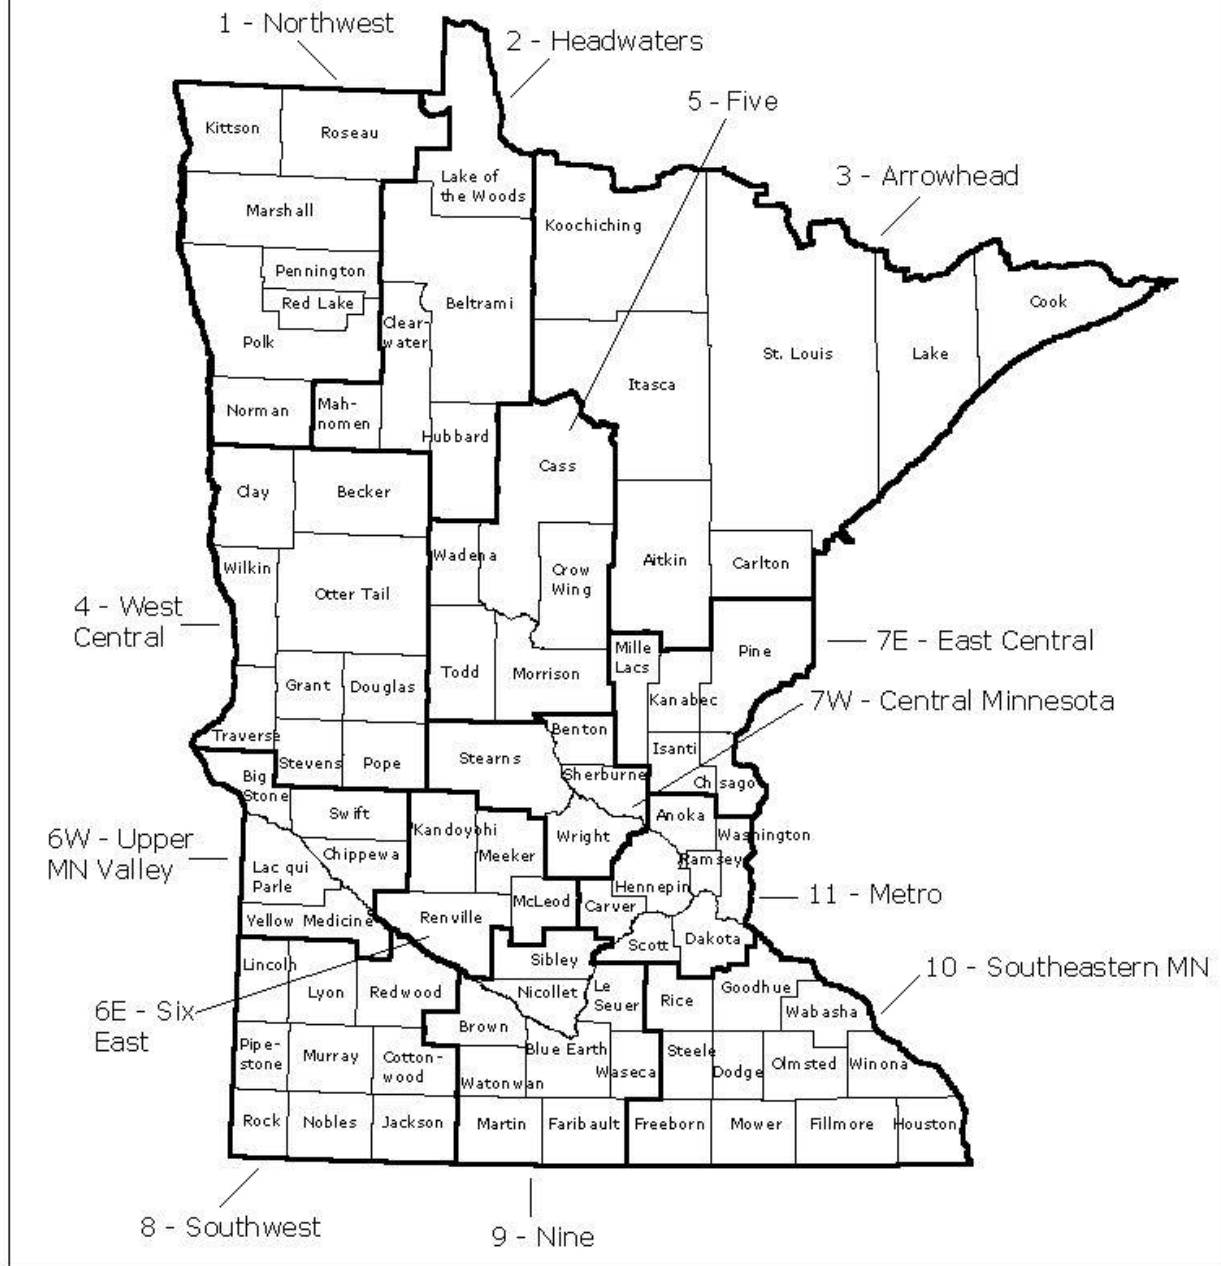 1 - Northwest
2 - Headwaters
5 - Five
3 - Arrowhead
Kittson
Roseau
Lake of
the Woods
Marshall
Koochiching
Pennington
Red Lake
Beltrami
Clear-
water
Polk
Cook
St. Louis
Lake
Itasca
Norman
Mah-
nomen
Hubbard
Cass
Clay
Becker
Wadena
Crow
Wing
Aitkin
Carlton
Wilkin
Otter Tail
4 - West
Central
7E - East Central
Mille
Lacs
Pine
Grant
Douglas
Todd
Morrison
Kanabec
7W - Central Minnesota
Traverse
Benton
Isanti
Stevens
Pope
Stearns
Sherburne
Chisago
Big
Stone
Swift
Anoka
6W - Upper
MN Valley
Kandoyohi
Wright
Washington
Chippewa
Meeker
Ramsey
Lac qui
Parle
Hennepin
11 - Metro
McLeod
Carver
Yellow Medicine
Renville
Scott
Dakota
Sibley
Lincoln
10 - Southeastern MN
Lyon
Redwood
Nicollet
Le
Seuer
Rice
Goodhue
Wabasha
6E - Six
East
Brown
Pipe-
stone
Murray
Cotton-
wood
Blue Earth
Steele
Waseca
Dodge
Olmsted
Winona
Watonwan
Rock
Nobles
Jackson
Martin
Faribault
Freeborn
Mower
Fillmore
Houston
8 - Southwest
9 - Nine